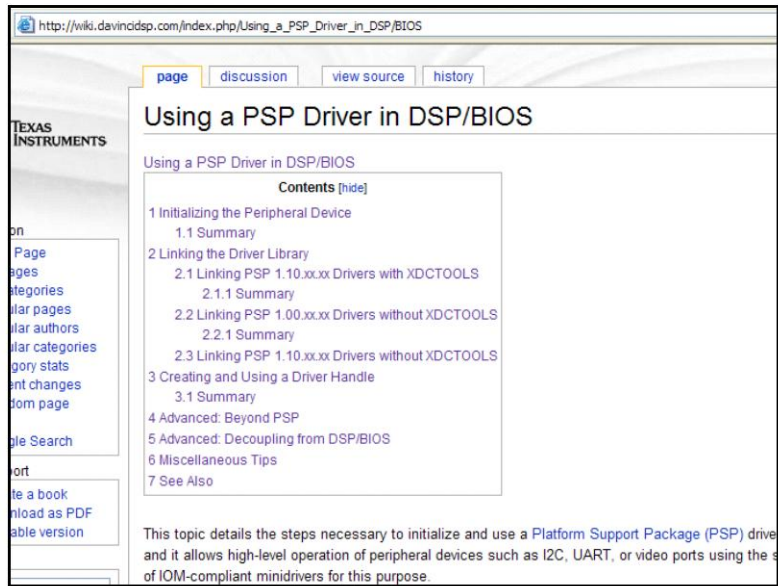 http://wiki.davincidsp.com/index.php/Using_a_PSP_Driver_in_DSP/BIOS
page discussion view source history
TEXAS
INSTRUMENTS
Using a PSP Driver in DSP/BIOS
Using a PSP Driver in DSP/BIOS
Contents [hide]
1 Initializing the Peripheral Device
1.1 Summary
2 Linking the Driver Library
2.1 Linking PSP 1.10.xx.xx Drivers with XDCTOOLS
2.1.1 Summary
2.2 Linking PSP 1.00.xx.xx Drivers without XDCTOOLS
2.2.1 Summary
2.3 Linking PSP 1.10.xx.xx Drivers without XDCTOOLS
3 Creating and Using a Driver Handle
3.1 Summary
4 Advanced: Beyond PSP
5 Advanced: Decoupling from DSP/BIOS
6 Miscellaneous Tips
7 See Also
This topic details the steps necessary to initialize and use a Platform Support Package (PSP) drive
and it allows high-level operation of peripheral devices such as I2C, UART, or video ports using the s
of IOM-compliant minidrivers for this purpose.
on
Page
ages
ategories
ular pages
ular authors
ular categories
gory stats
ent changes
dom page
gle Search
ort
te a book
nload as PDF
able version